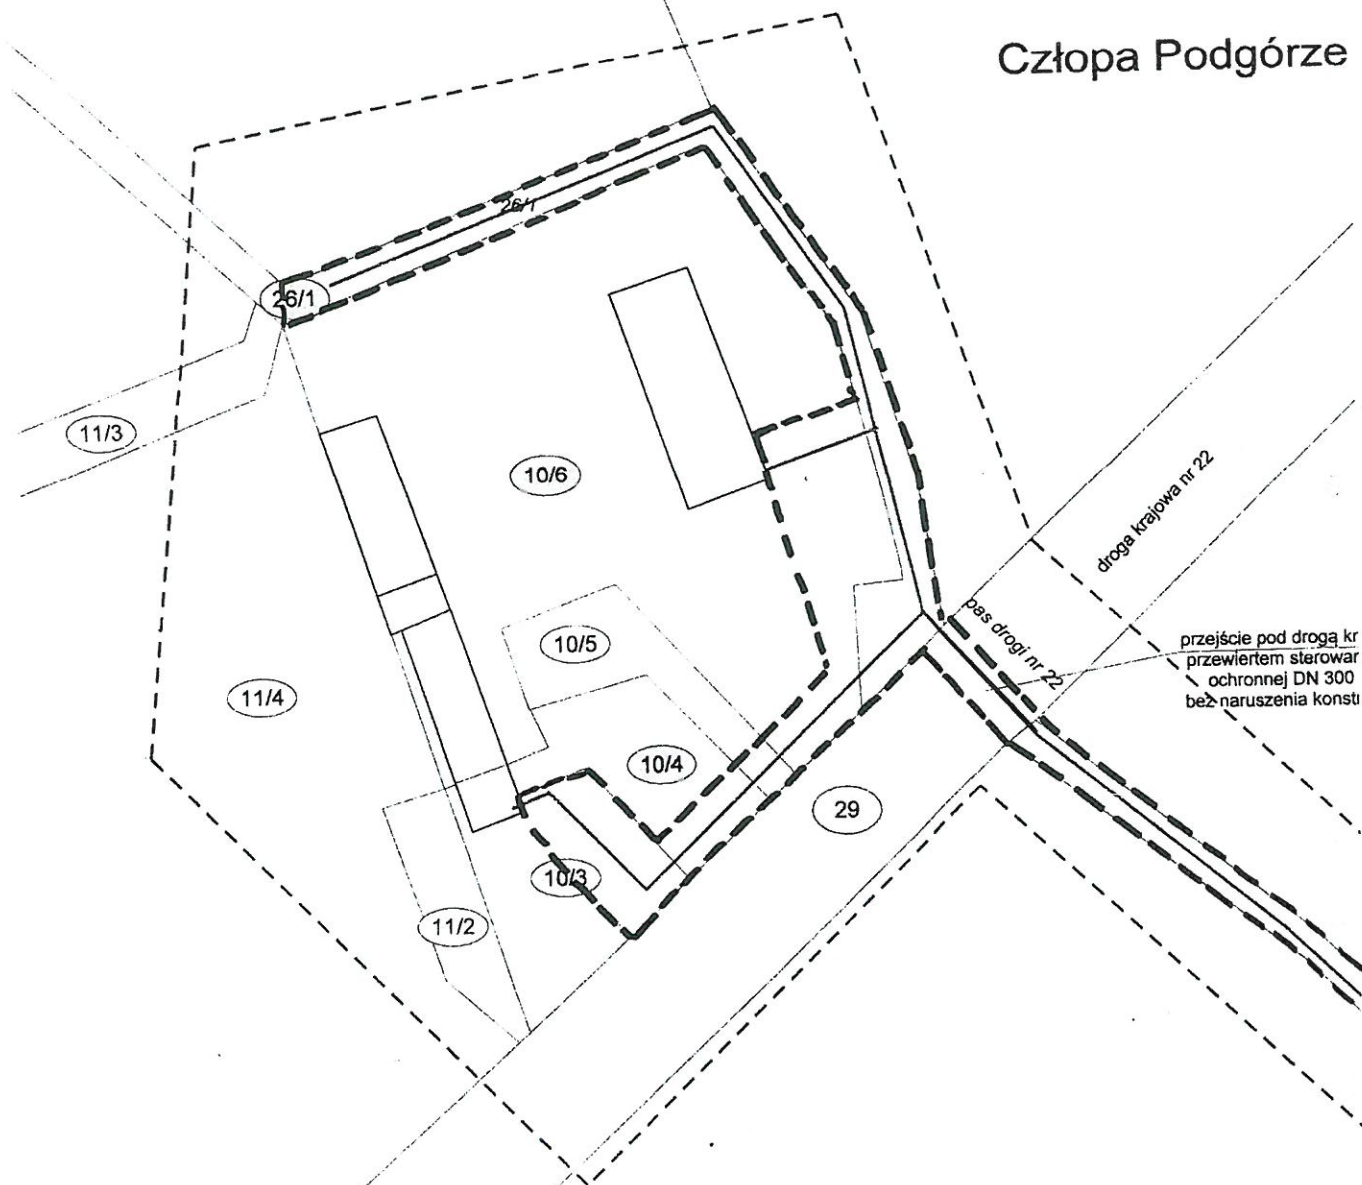 Człopa Podgórze
26/1
26/1
11/3
10/6
droga krajowa nr 22
pas drogi nr 22
przejście pod drogą kr
przewiertem sterowar
ochronnej DN 300
bez naruszenia konstr
10/5
11/4
10/4
29
10/3
11/2